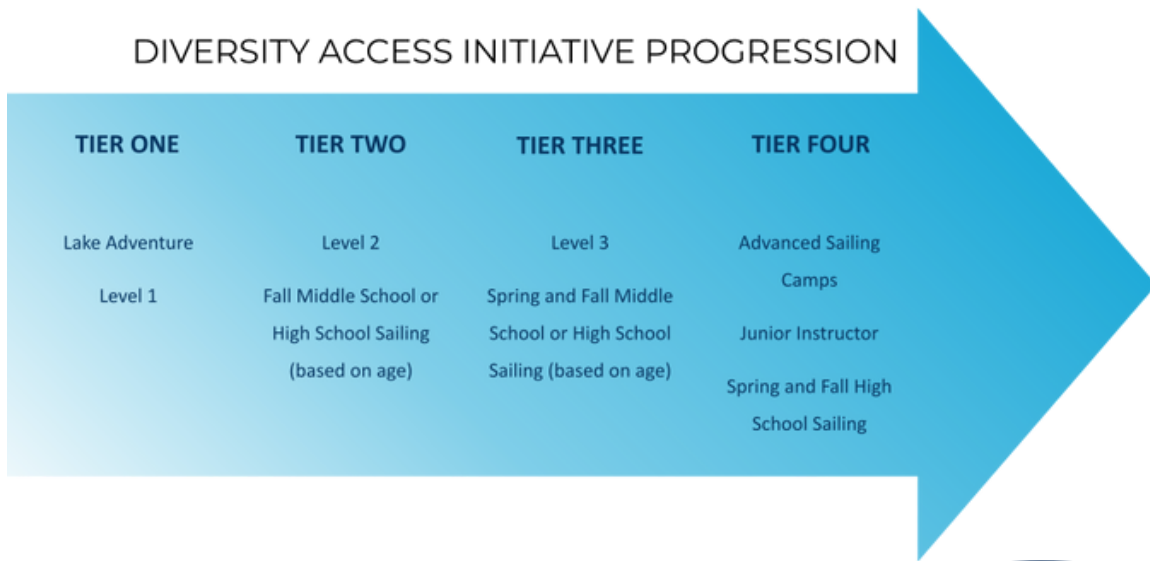 DIVERSITY ACCESS INITIATIVE PROGRESSION
TIER ONE
Lake Adventure
Level 1
TIER TWO
Level 2
Fall Middle School or
High School Sailing
(based on age)
TIER THREE
Level 3
Spring and Fall Middle
School or High School
Sailing (based on age)
TIER FOUR
Advanced Sailing
Camps
Junior Instructor
Spring and Fall High
School Sailing